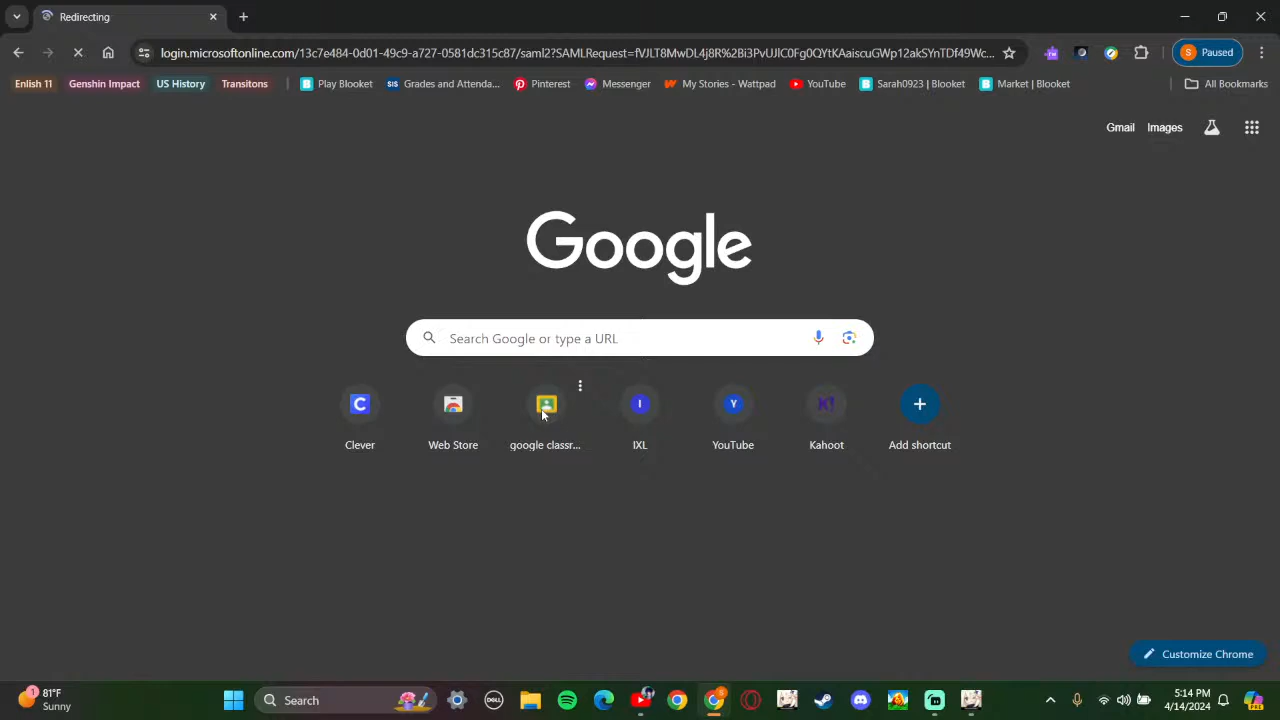 Redirecting
login.microsoftonline.com/13c7e484-0d01-49c9-a727-0581dc315c87/saml2?SAMLRequest=fVJLT8MwDL4j8R%2Bi3PvUJlC0Fg0QYtKAaiscuGWp12akSYnTDf49Wc...
S Paused
Enlish 11
Genshin Impact
US History
Transitons
Play Blooket
SIS Grades and Attenda...
Pinterest
Messenger
My Stories - Wattpad
YouTube
Sarah0923 | Blooket
Market | Blooket
All Bookmarks
Gmail
Images
Google
Search Google or type a URL
Clever
Web Store
google classr...
IXL
YouTube
Kahoot
Add shortcut
Customize Chrome
81°F
Sunny
Search
5:14 PM
4/14/2024